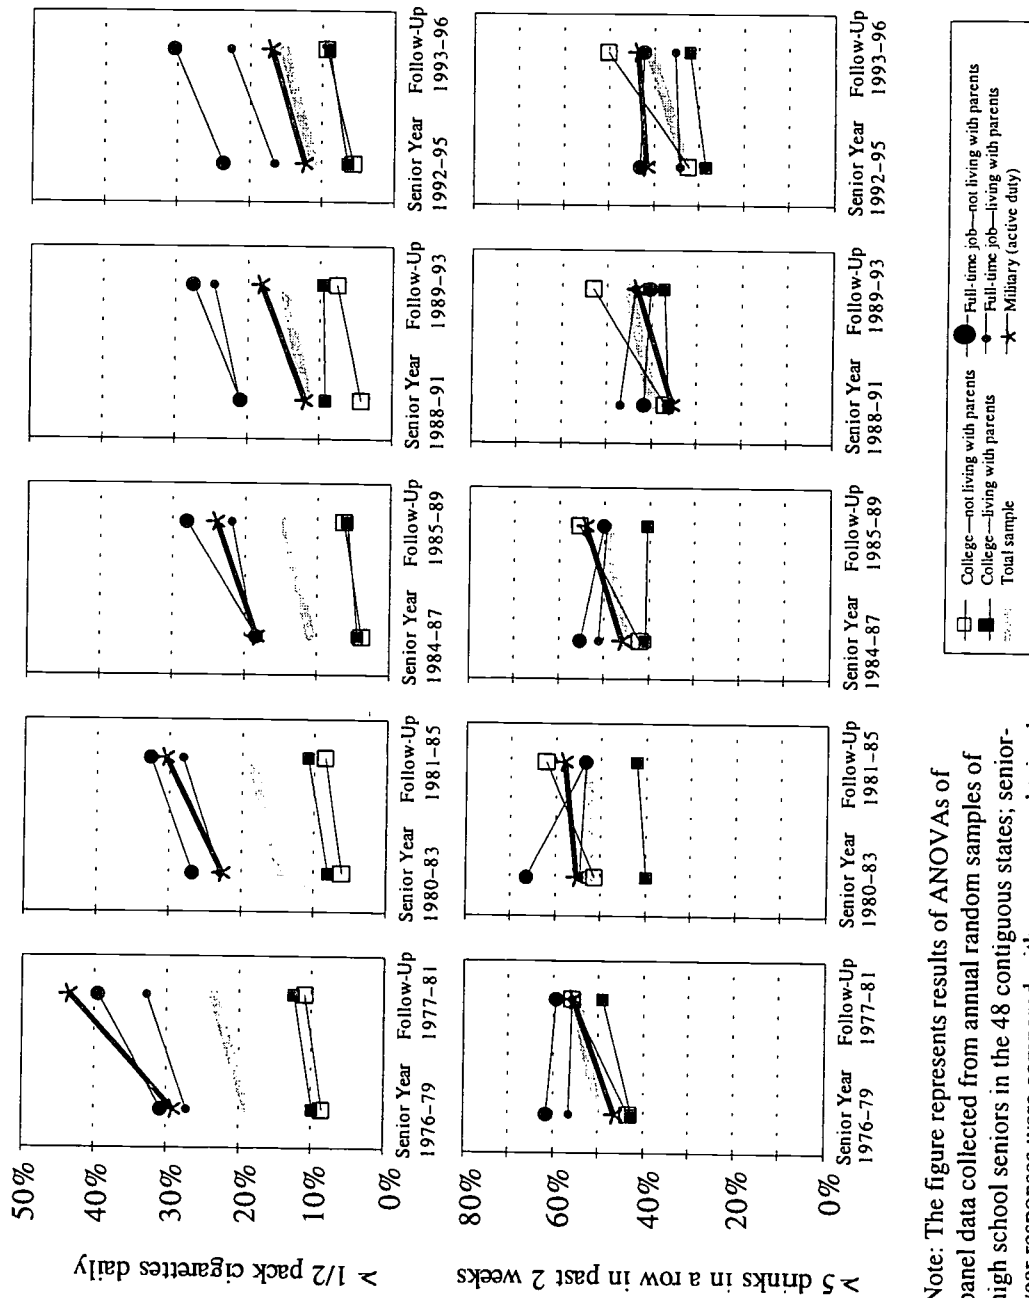 ≥ 1/2 pack cigarettes daily
50%
40%
30%
20%
10%
0%
Senior Year Follow-Up
1976–79 1977–81
Senior Year Follow-Up
1980–83 1981–85
Senior Year Follow-Up
1984–87 1985–89
Senior Year Follow-Up
1988–91 1989–93
Senior Year Follow-Up
1992–95 1993–96
≥ 5 drinks in a row in past 2 weeks
80%
60%
40%
20%
0%
Senior Year Follow-Up
1976–79 1977–81
Senior Year Follow-Up
1980–83 1981–85
Senior Year Follow-Up
1984–87 1985–89
Senior Year Follow-Up
1988–91 1989–93
Senior Year Follow-Up
1992–95 1993–96
College—not living with parents
College—living with parents
Total sample
Full-time job—not living with parents
Full-time job—living with parents
Military (active duty)
Note: The figure represents results of ANOVAs of
panel data collected from annual random samples of
high school seniors in the 48 contiguous states; senior-
year responses were compared with